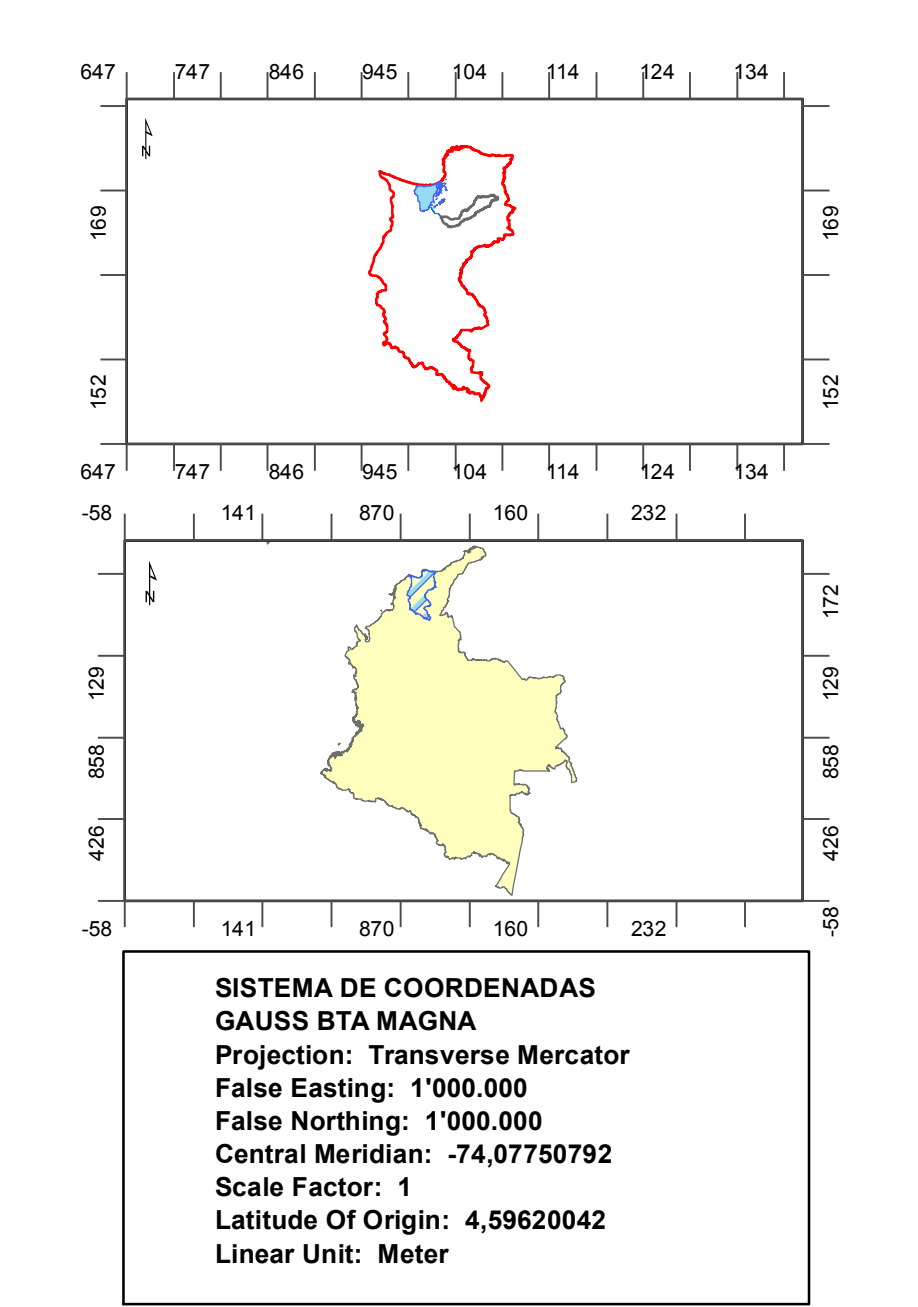 647 747 846 945 104 114 124 134
169 169
152 152
647 747 846 945 104 114 124 134
-58 141 870 160 232
172
129 129
858 858
426 426
-58 141 870 160 232 -58
N
N
SISTEMA DE COORDENADAS
GAUSS BTA MAGNA
Projection: Transverse Mercator
False Easting: 1'000.000
False Northing: 1'000.000
Central Meridian: -74,07750792
Scale Factor: 1
Latitude Of Origin: 4,59620042
Linear Unit: Meter